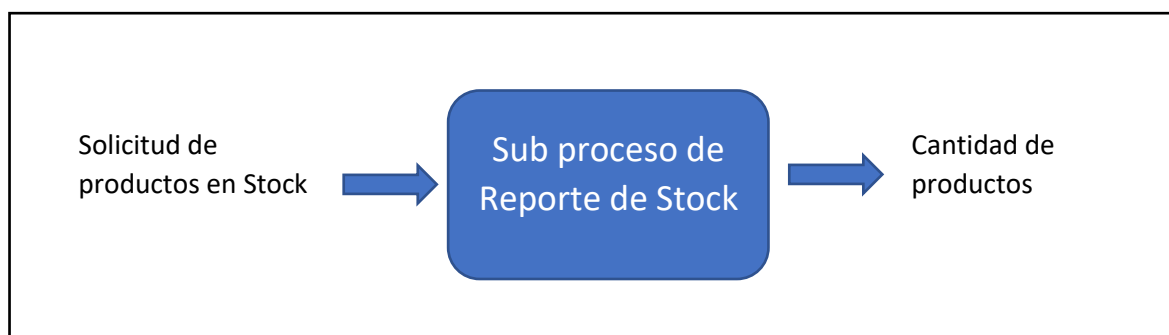 Solicitud de
productos en Stock
Sub proceso de
Reporte de Stock
Cantidad de
productos